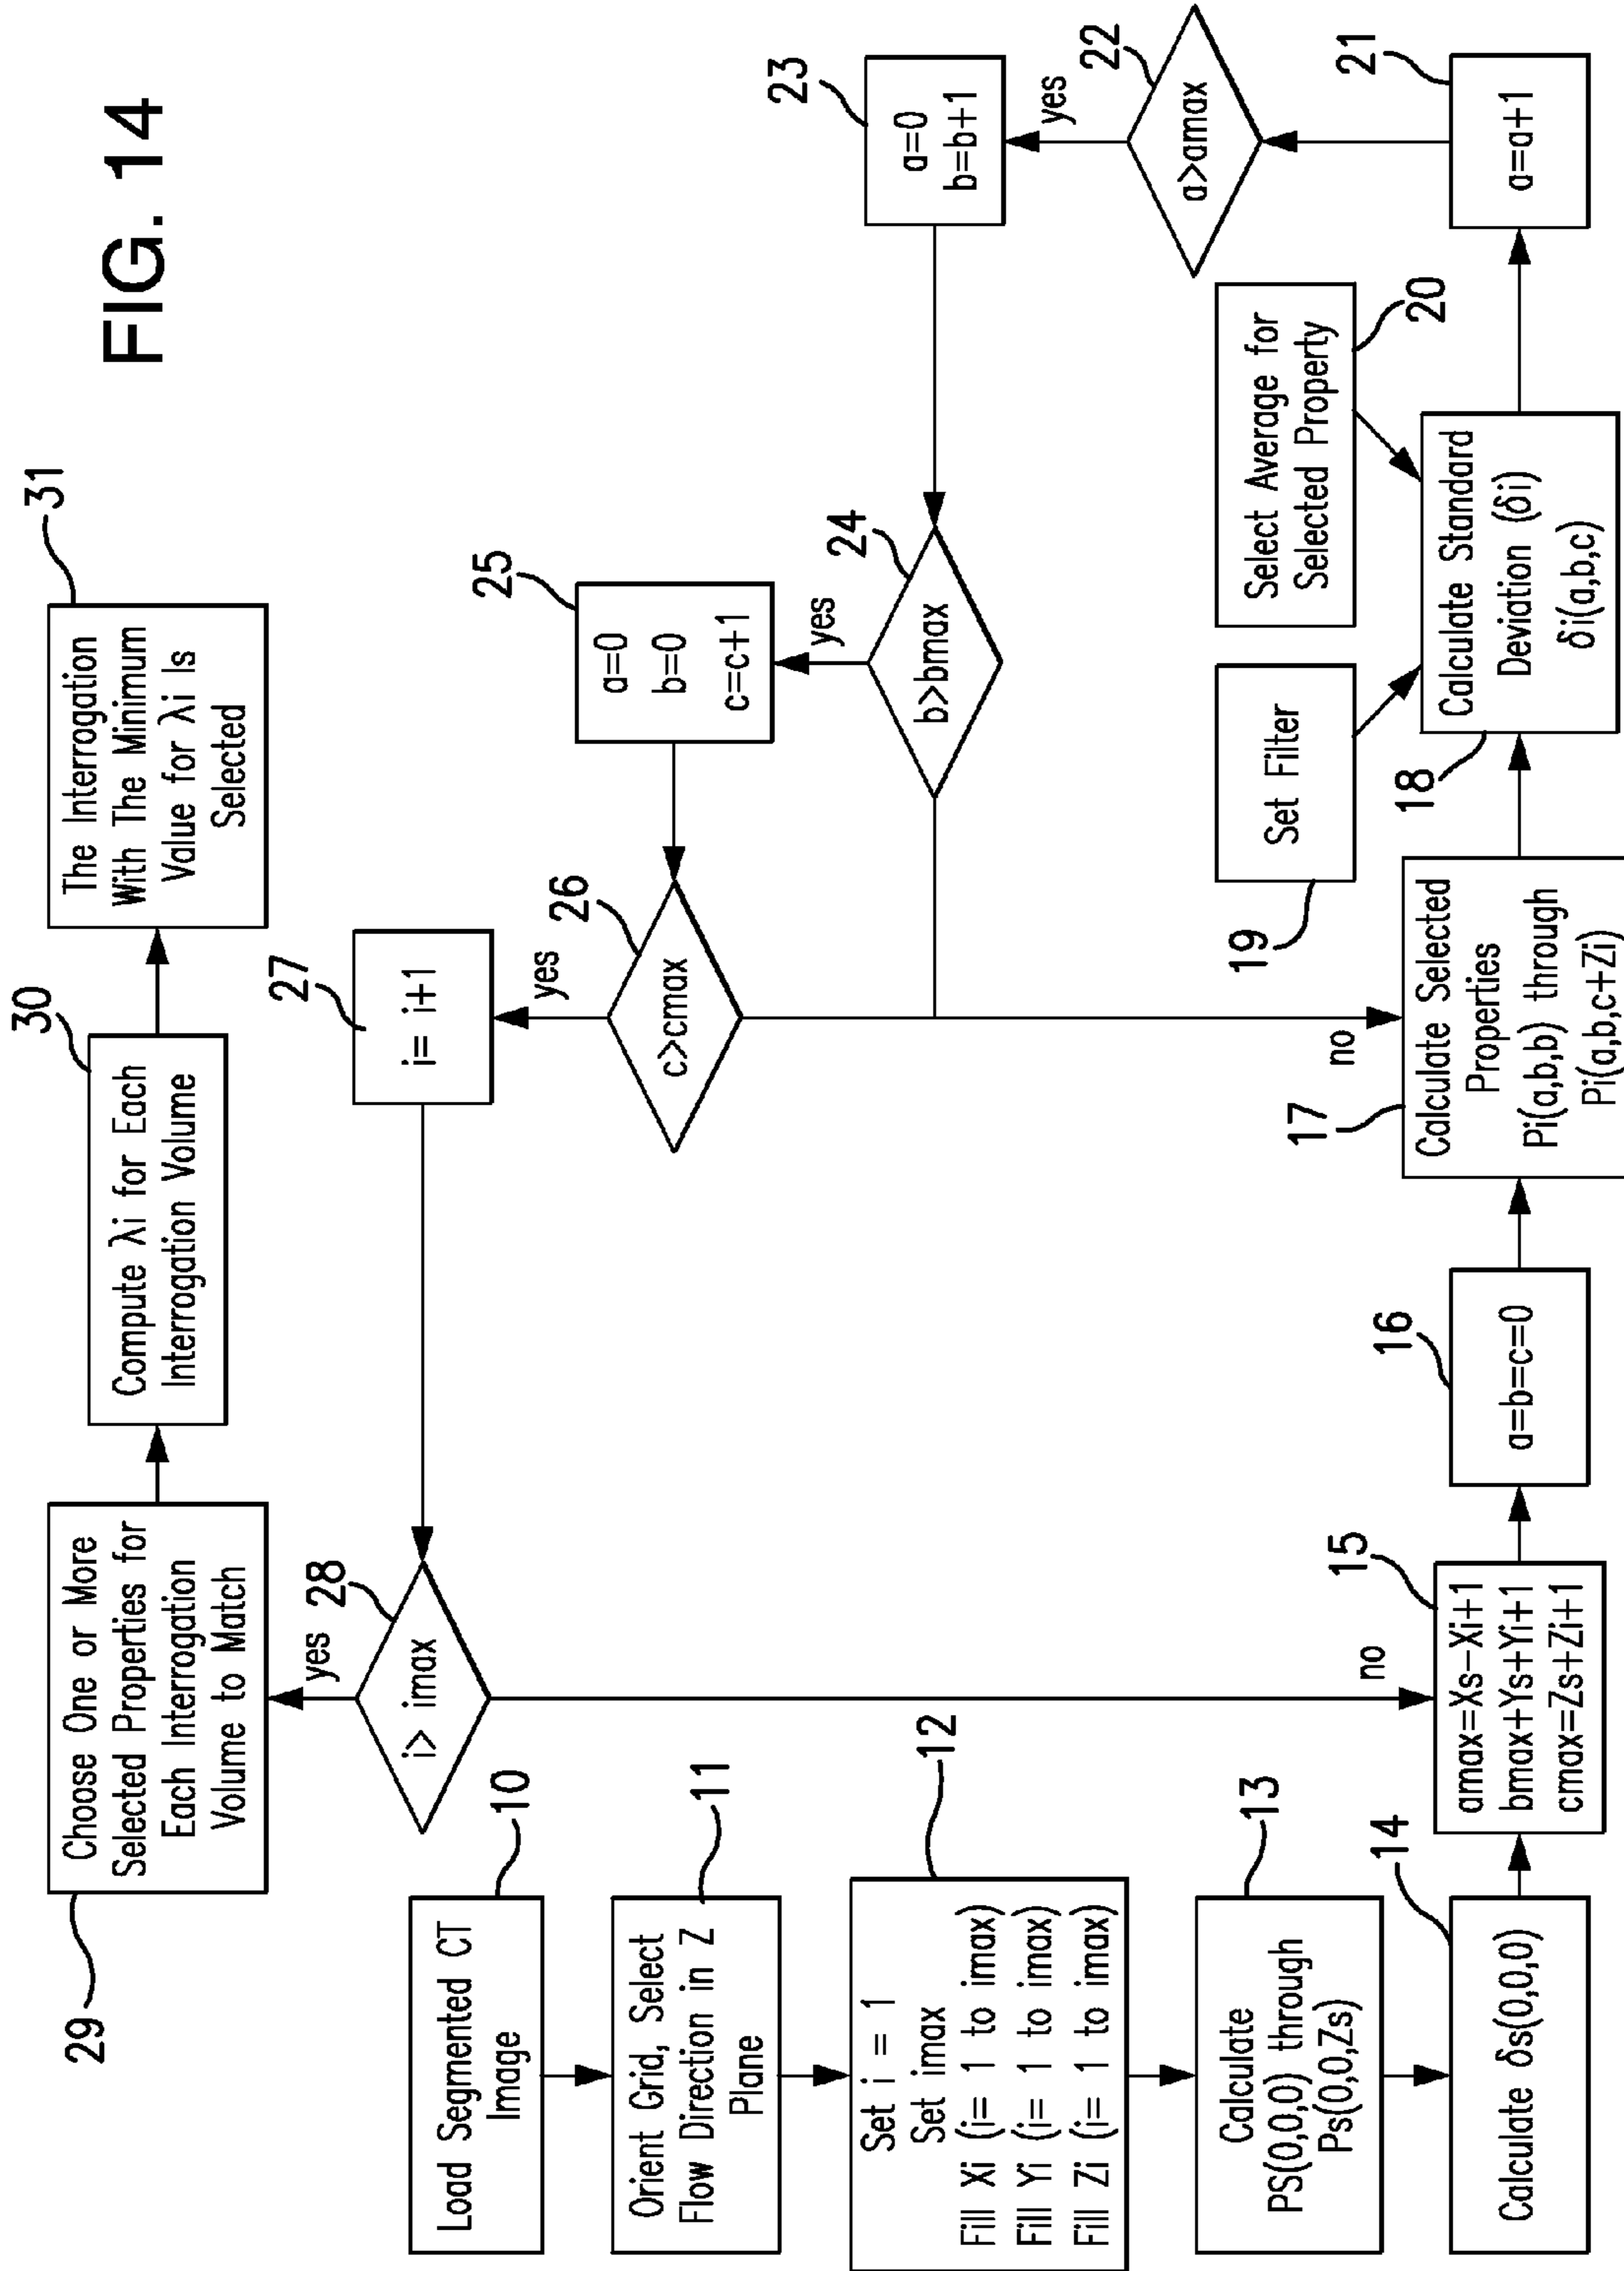 FIG. 14
10
Load Segmented CT
Image
11
Orient Grid, Select
Flow Direction in Z
Plane
12
Set i = 1
Set imax
Fill Xi (i= 1 to imax)
Fill Yi (i= 1 to imax)
Fill Zi (i= 1 to imax)
13
Calculate
PS(0,0,0) through
Ps(0,0,Zs)
14
Calculate δs(0,0,0)
15
amax=Xs-Xi+1
bmax+Ys+Yi+1
cmax=Zs+Zi+1
16
a=b=c=0
17
Calculate Selected
Properties
Pi(a,b,b) through
Pi(a,b,c+Zi)
18
Calculate Standard
Deviation (δi)
δi(a,b,c)
19
Set Filter
20
Select Average for
Selected Property
21
a=a+1
22
a>amax
yes
23
a=0
b=b+1
24
b>bmax
yes
25
a=0
b=0
c=c+1
26
c>cmax
yes
no
27
i= i+1
28
i> imax
yes
no
29
Choose One or More
Selected Properties for
Each Interrogation
Volume to Match
30
Compute λi for Each
Interrogation Volume
31
The Interrogation
With The Minimum
Value for λi Is
Selected